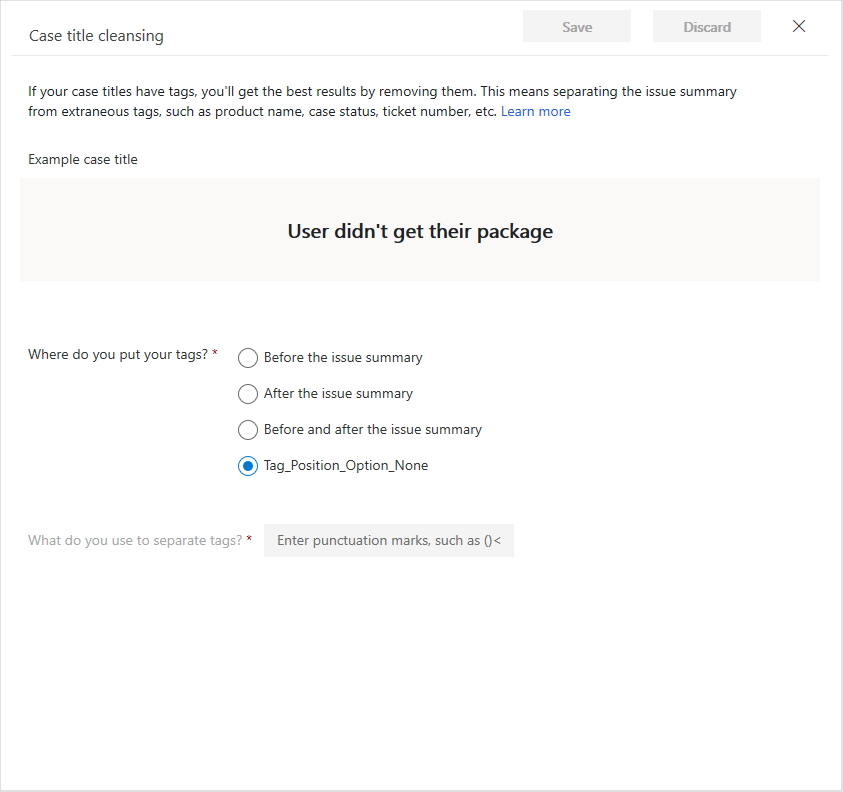 Case title cleansing
Save
Discard
If your case titles have tags, you'll get the best results by removing them. This means separating the issue summary
from extraneous tags, such as product name, case status, ticket number, etc. Learn more
Example case title
User didn't get their package
Where do you put your tags? *
Before the issue summary
After the issue summary
Before and after the issue summary
Tag_Position_Option_None
What do you use to separate tags? *
Enter punctuation marks, such as ()<